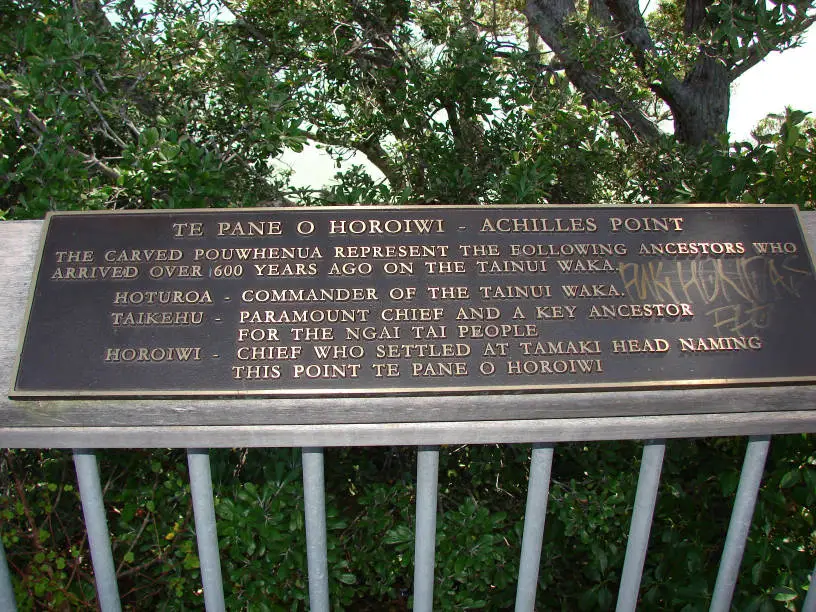 TE PANE O HOROIWI - ACHILLES POINT
THE CARVED POUWHENUA REPRESENT THE FOLLOWING ANCESTORS WHO
ARRIVED OVER 600 YEARS AGO ON THE TAINUI WAKA.
HOTUROA - COMMANDER OF THE TAINUI WAKA.
TAIKEHU - PARAMOUNT CHIEF AND A KEY ANCESTOR
FOR THE NGAI TAI PEOPLE
HOROIWI - CHIEF WHO SETTLED AT TAMAKI HEAD NAMING
THIS POINT TE PANE O HOROIWI